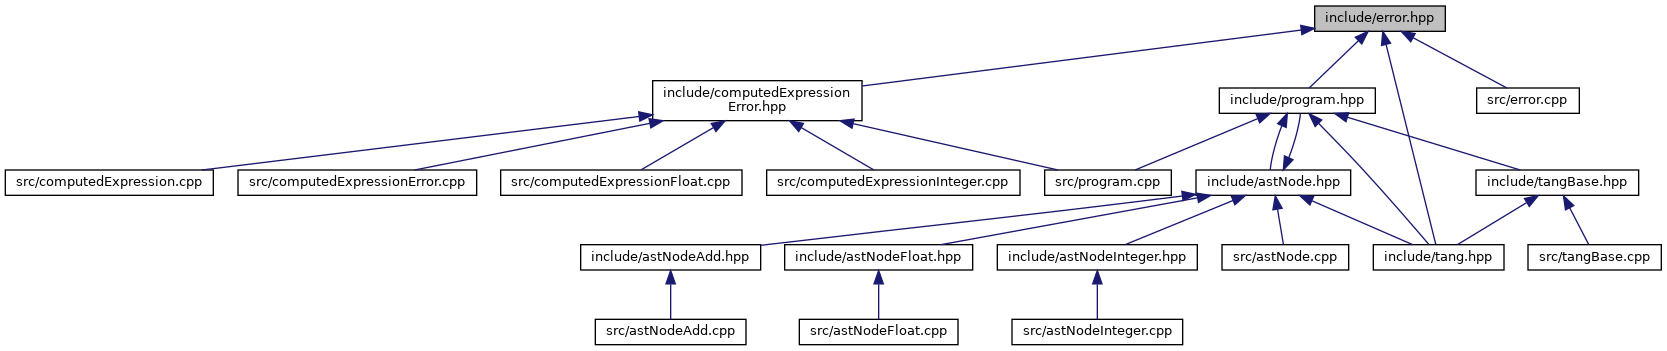 include/error.hpp
include/computedExpression
Error.hpp
include/program.hpp
src/error.cpp
src/computedExpression.cpp
src/computedExpressionError.cpp
src/computedExpressionFloat.cpp
src/computedExpressionInteger.cpp
src/program.cpp
include/astNode.hpp
include/tangBase.hpp
include/astNodeAdd.hpp
include/astNodeFloat.hpp
include/astNodeInteger.hpp
src/astNode.cpp
include/tang.hpp
src/tangBase.cpp
src/astNodeAdd.cpp
src/astNodeFloat.cpp
src/astNodeInteger.cpp